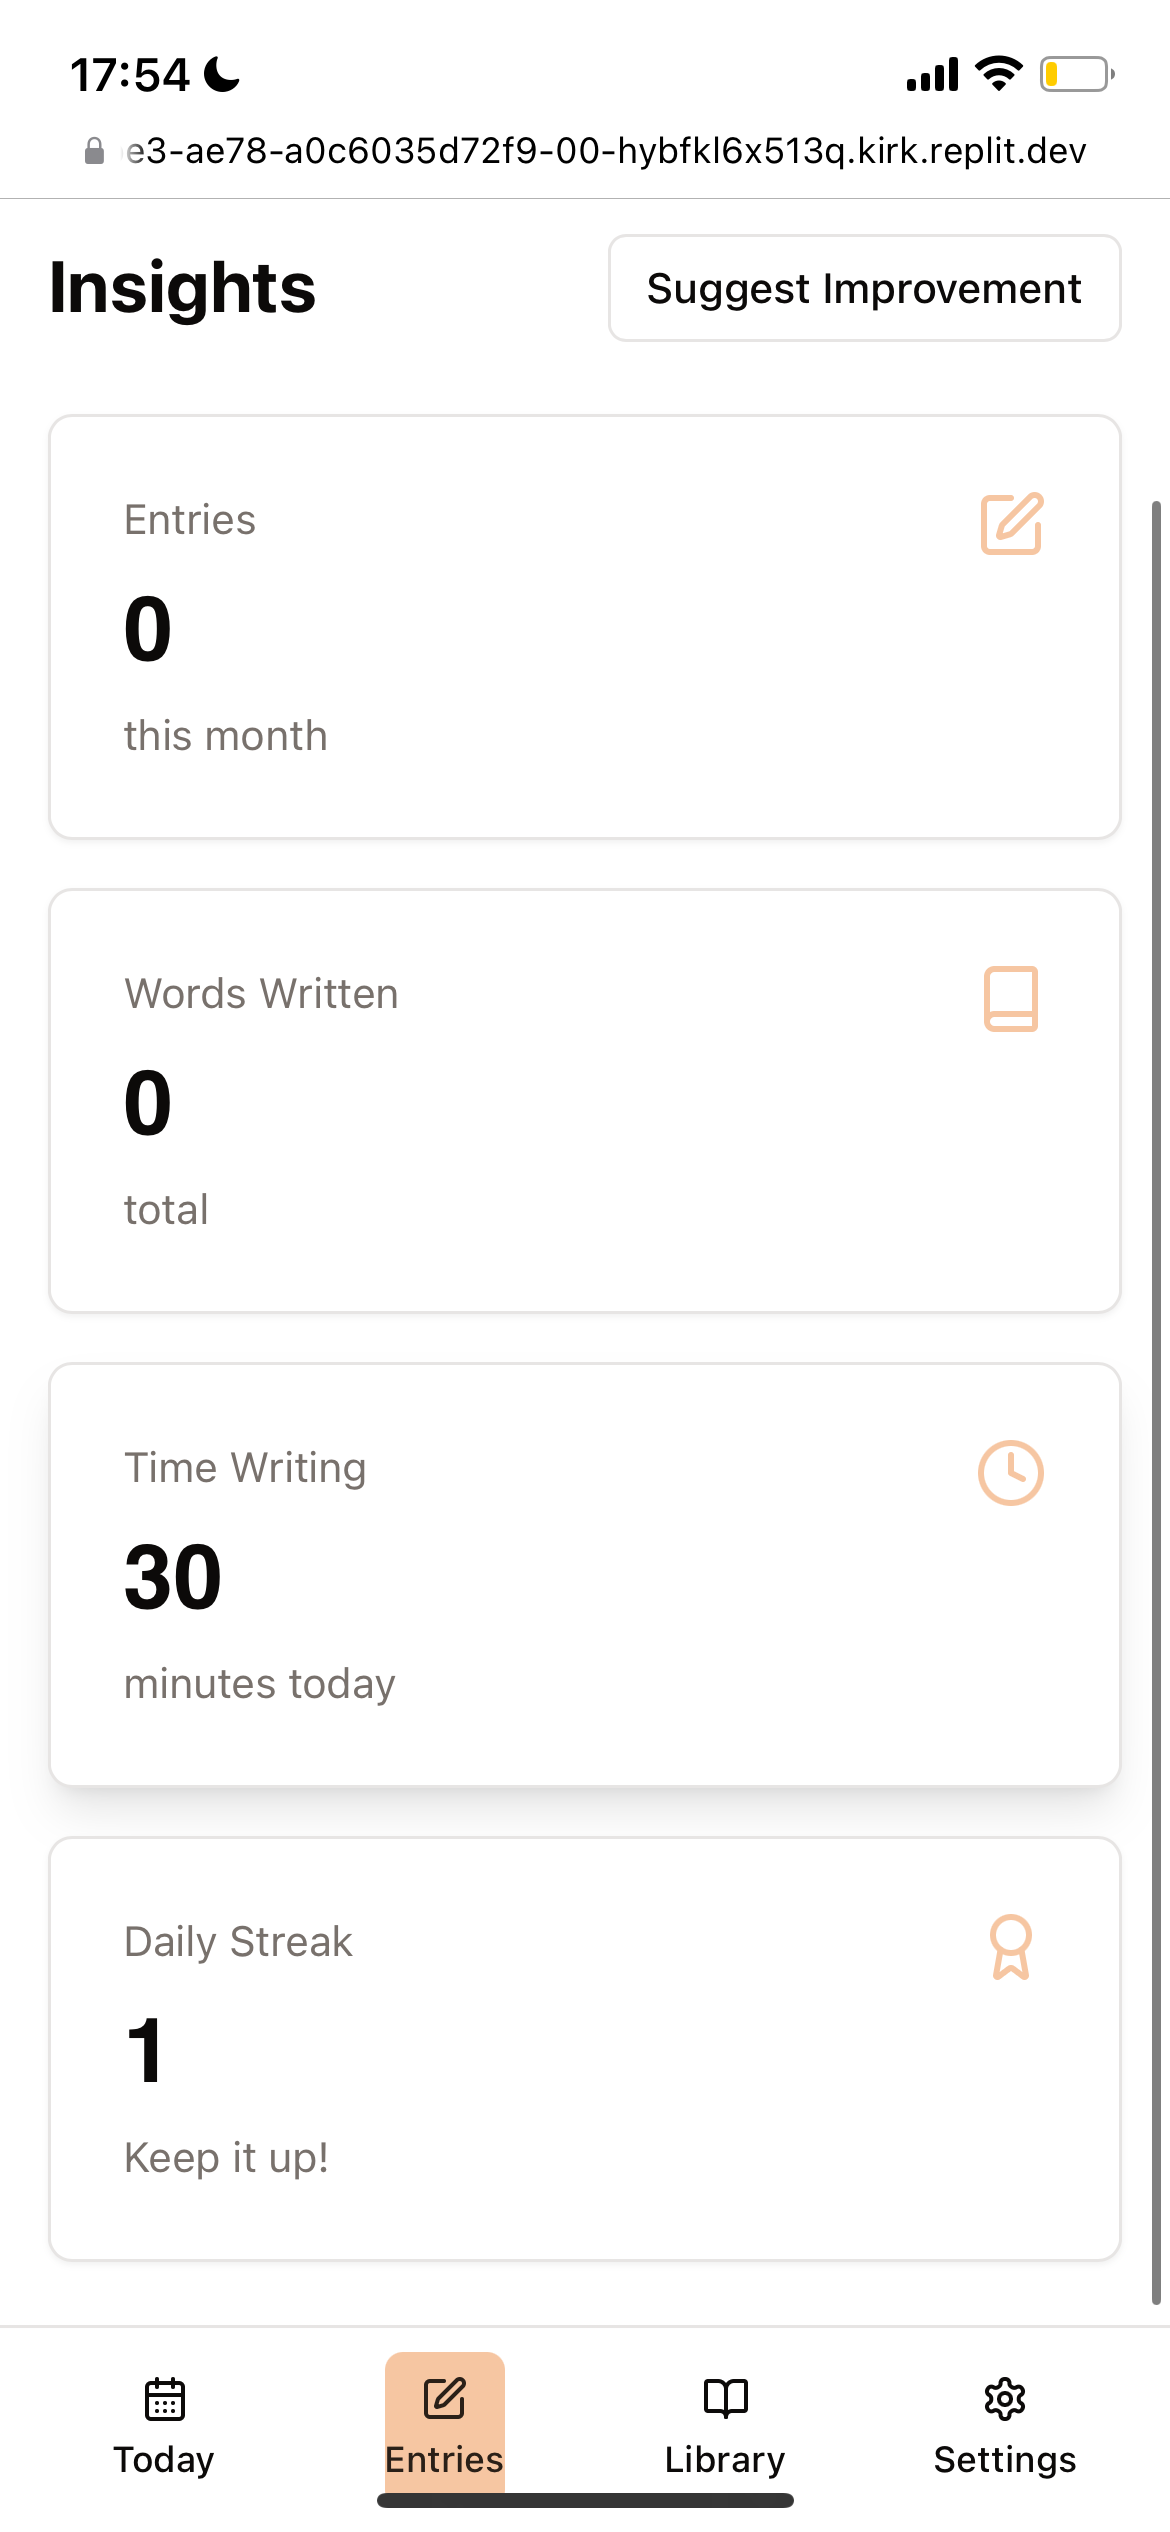 17:54
e3-ae78-a0c6035d72f9-00-hybfkl6x513q.kirk.replit.dev
Insights
Suggest Improvement
Entries
0
this month
Words Written
0
total
Time Writing
30
minutes today
Daily Streak
1
Keep it up!
Today
Entries
Library
Settings